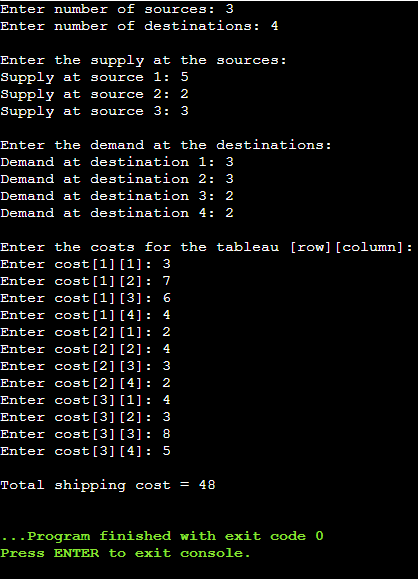 Enter number of sources: 3
Enter number of destinations: 4
Enter the supply at the sources:
Supply at source 1: 5
Supply at source 2: 2
Supply at source 3: 3
Enter the demand at the destinations:
Demand at destination 1: 3
Demand at destination 2: 3
Demand at destination 3: 2
Demand at destination 4: 2
Enter the costs for the tableau [row][column]:
Enter cost[1][1]: 3
Enter cost[1][2]: 7
Enter cost[1][3]: 6
Enter cost[1][4]: 4
Enter cost[2][1]: 2
Enter cost[2][2]: 4
Enter cost[2][3]: 3
Enter cost[2][4]: 2
Enter cost[3][1]: 4
Enter cost[3][2]: 3
Enter cost[3][3]: 8
Enter cost[3][4]: 5
Total shipping cost = 48
...Program finished with exit code 0
Press ENTER to exit console.